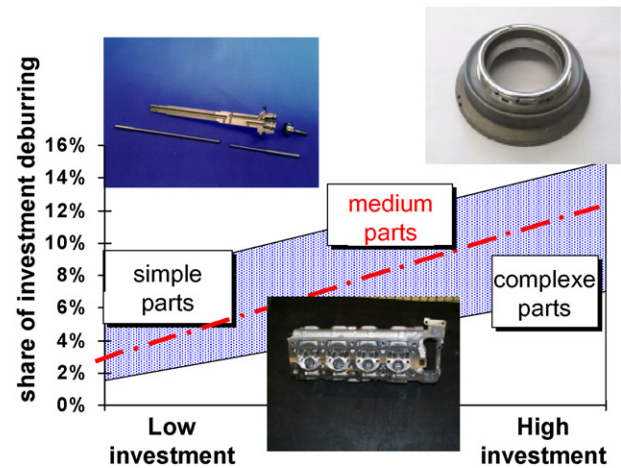 share of investment deburring
16%
14%
12%
10%
8%
6%
4%
2%
0%
simple
parts
medium
parts
complexe
parts
Low
investment
High
investment